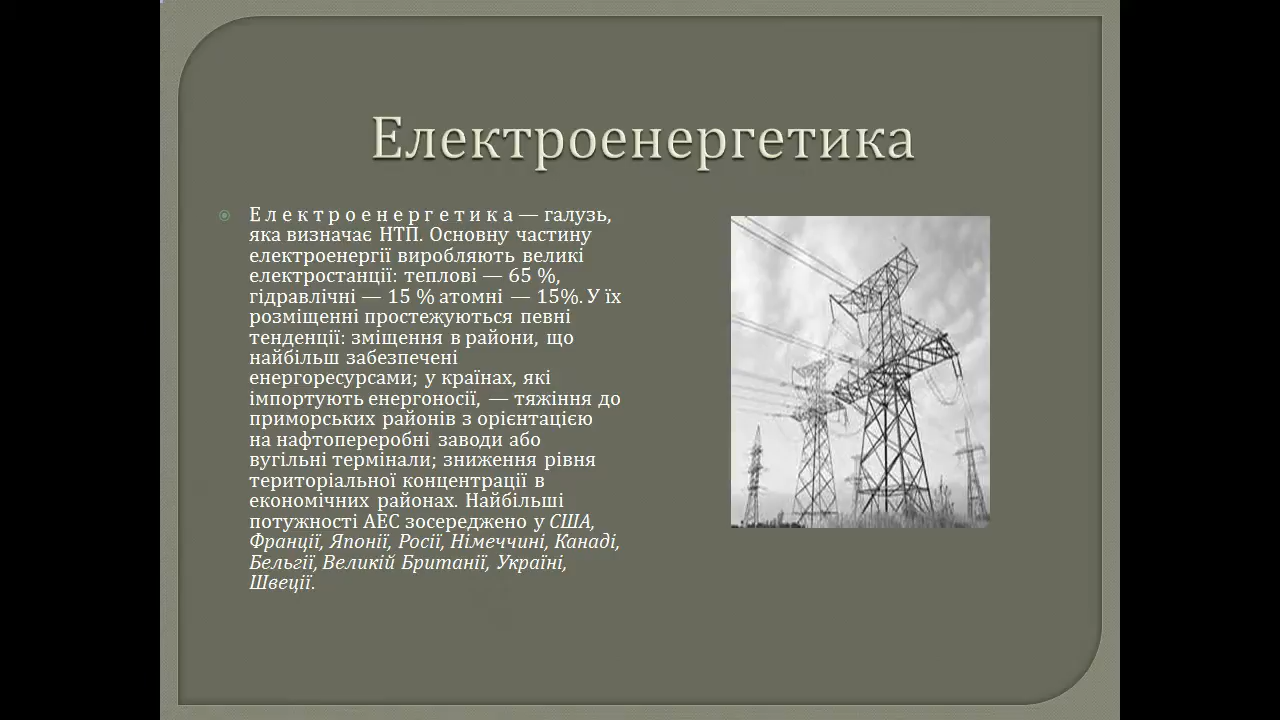 Електроенергетика
Е л е к т р о е н е р г е т и к а — галузь,
яка визначає НТП. Основну частину
електроенергії виробляють великі
електростанції: теплові — 65 %,
гідравлічні — 15 % атомні — 15%. У їх
розміщенні простежуються певні
тенденції: зміщення в райони, що
найбільш забезпечені
енергоресурсами; у країнах, які
імпортують енергоносії, — тяжіння до
приморських районів з орієнтацією
на нафтопереробні заводи або
вугільні термінали; зниження рівня
територіальної концентрації в
економічних районах. Найбільші
потужності АЕС зосереджено у США,
Франції, Японії, Росії, Німеччині, Канаді,
Бельгії, Великій Британії, Україні,
Швеції.